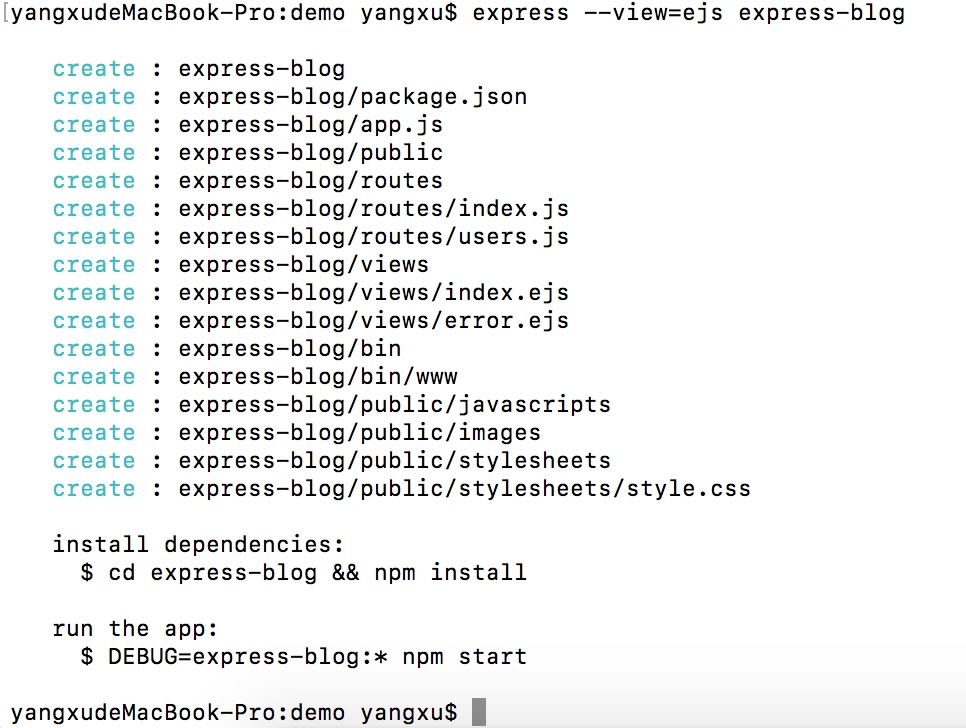 [yangxudeMacBook-Pro:demo yangxu$ express --view=ejs express-blog
create : express-blog
create : express-blog/package.json
create : express-blog/app.js
create : express-blog/public
create : express-blog/routes
create : express-blog/routes/index.js
create : express-blog/routes/users.js
create : express-blog/views
create : express-blog/views/index.ejs
create : express-blog/views/error.ejs
create : express-blog/bin
create : express-blog/bin/www
create : express-blog/public/javascripts
create : express-blog/public/images
create : express-blog/public/stylesheets
create : express-blog/public/stylesheets/style.css
install dependencies:
$ cd express-blog && npm install
run the app:
$ DEBUG=express-blog:* npm start
yangxudeMacBook-Pro:demo yangxu$